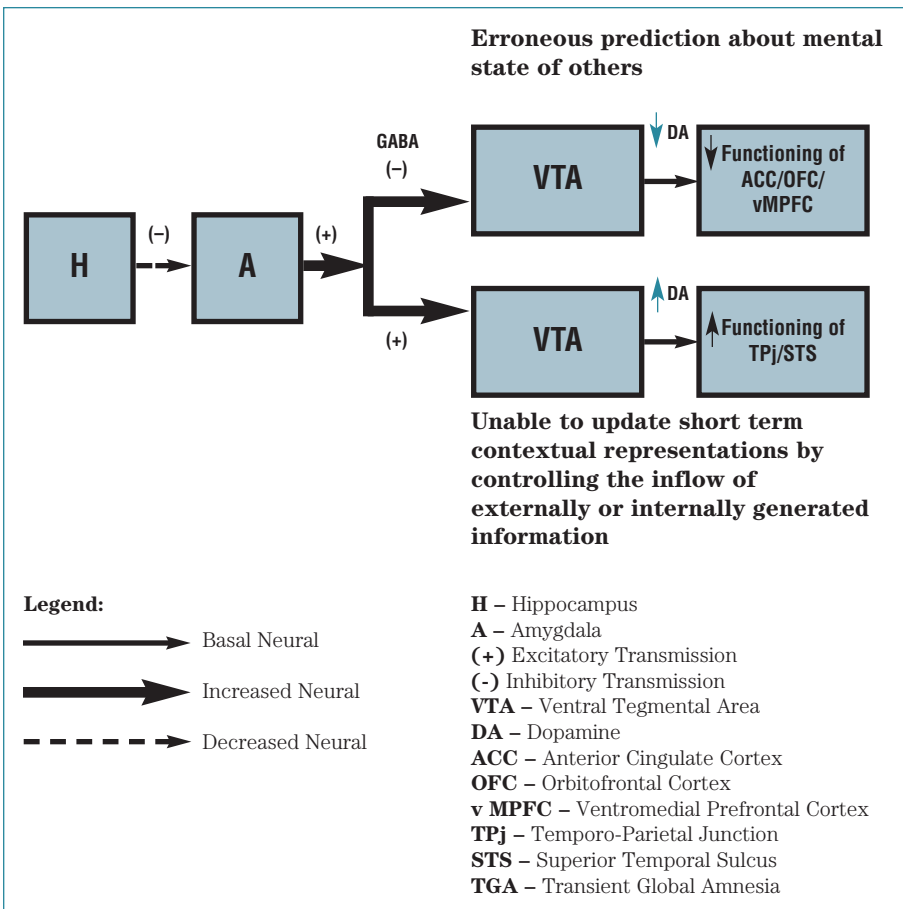 Erroneous prediction about mental
state of others
GABA
(–)
VTA
DA
Functioning of
ACC/OFC/
vMPFC
H
(–)
A
(+)
(+)
VTA
DA
Functioning of
TPj/STS
Unable to update short term
contextual representations by
controlling the inflow of
externally or internally generated
information
Legend:
Basal Neural
Increased Neural
Decreased Neural
H – Hippocampus
A – Amygdala
(+) Excitatory Transmission
(-) Inhibitory Transmission
VTA – Ventral Tegmental Area
DA – Dopamine
ACC – Anterior Cingulate Cortex
OFC – Orbitofrontal Cortex
v MPFC – Ventromedial Prefrontal Cortex
TPj – Temporo-Parietal Junction
STS – Superior Temporal Sulcus
TGA – Transient Global Amnesia